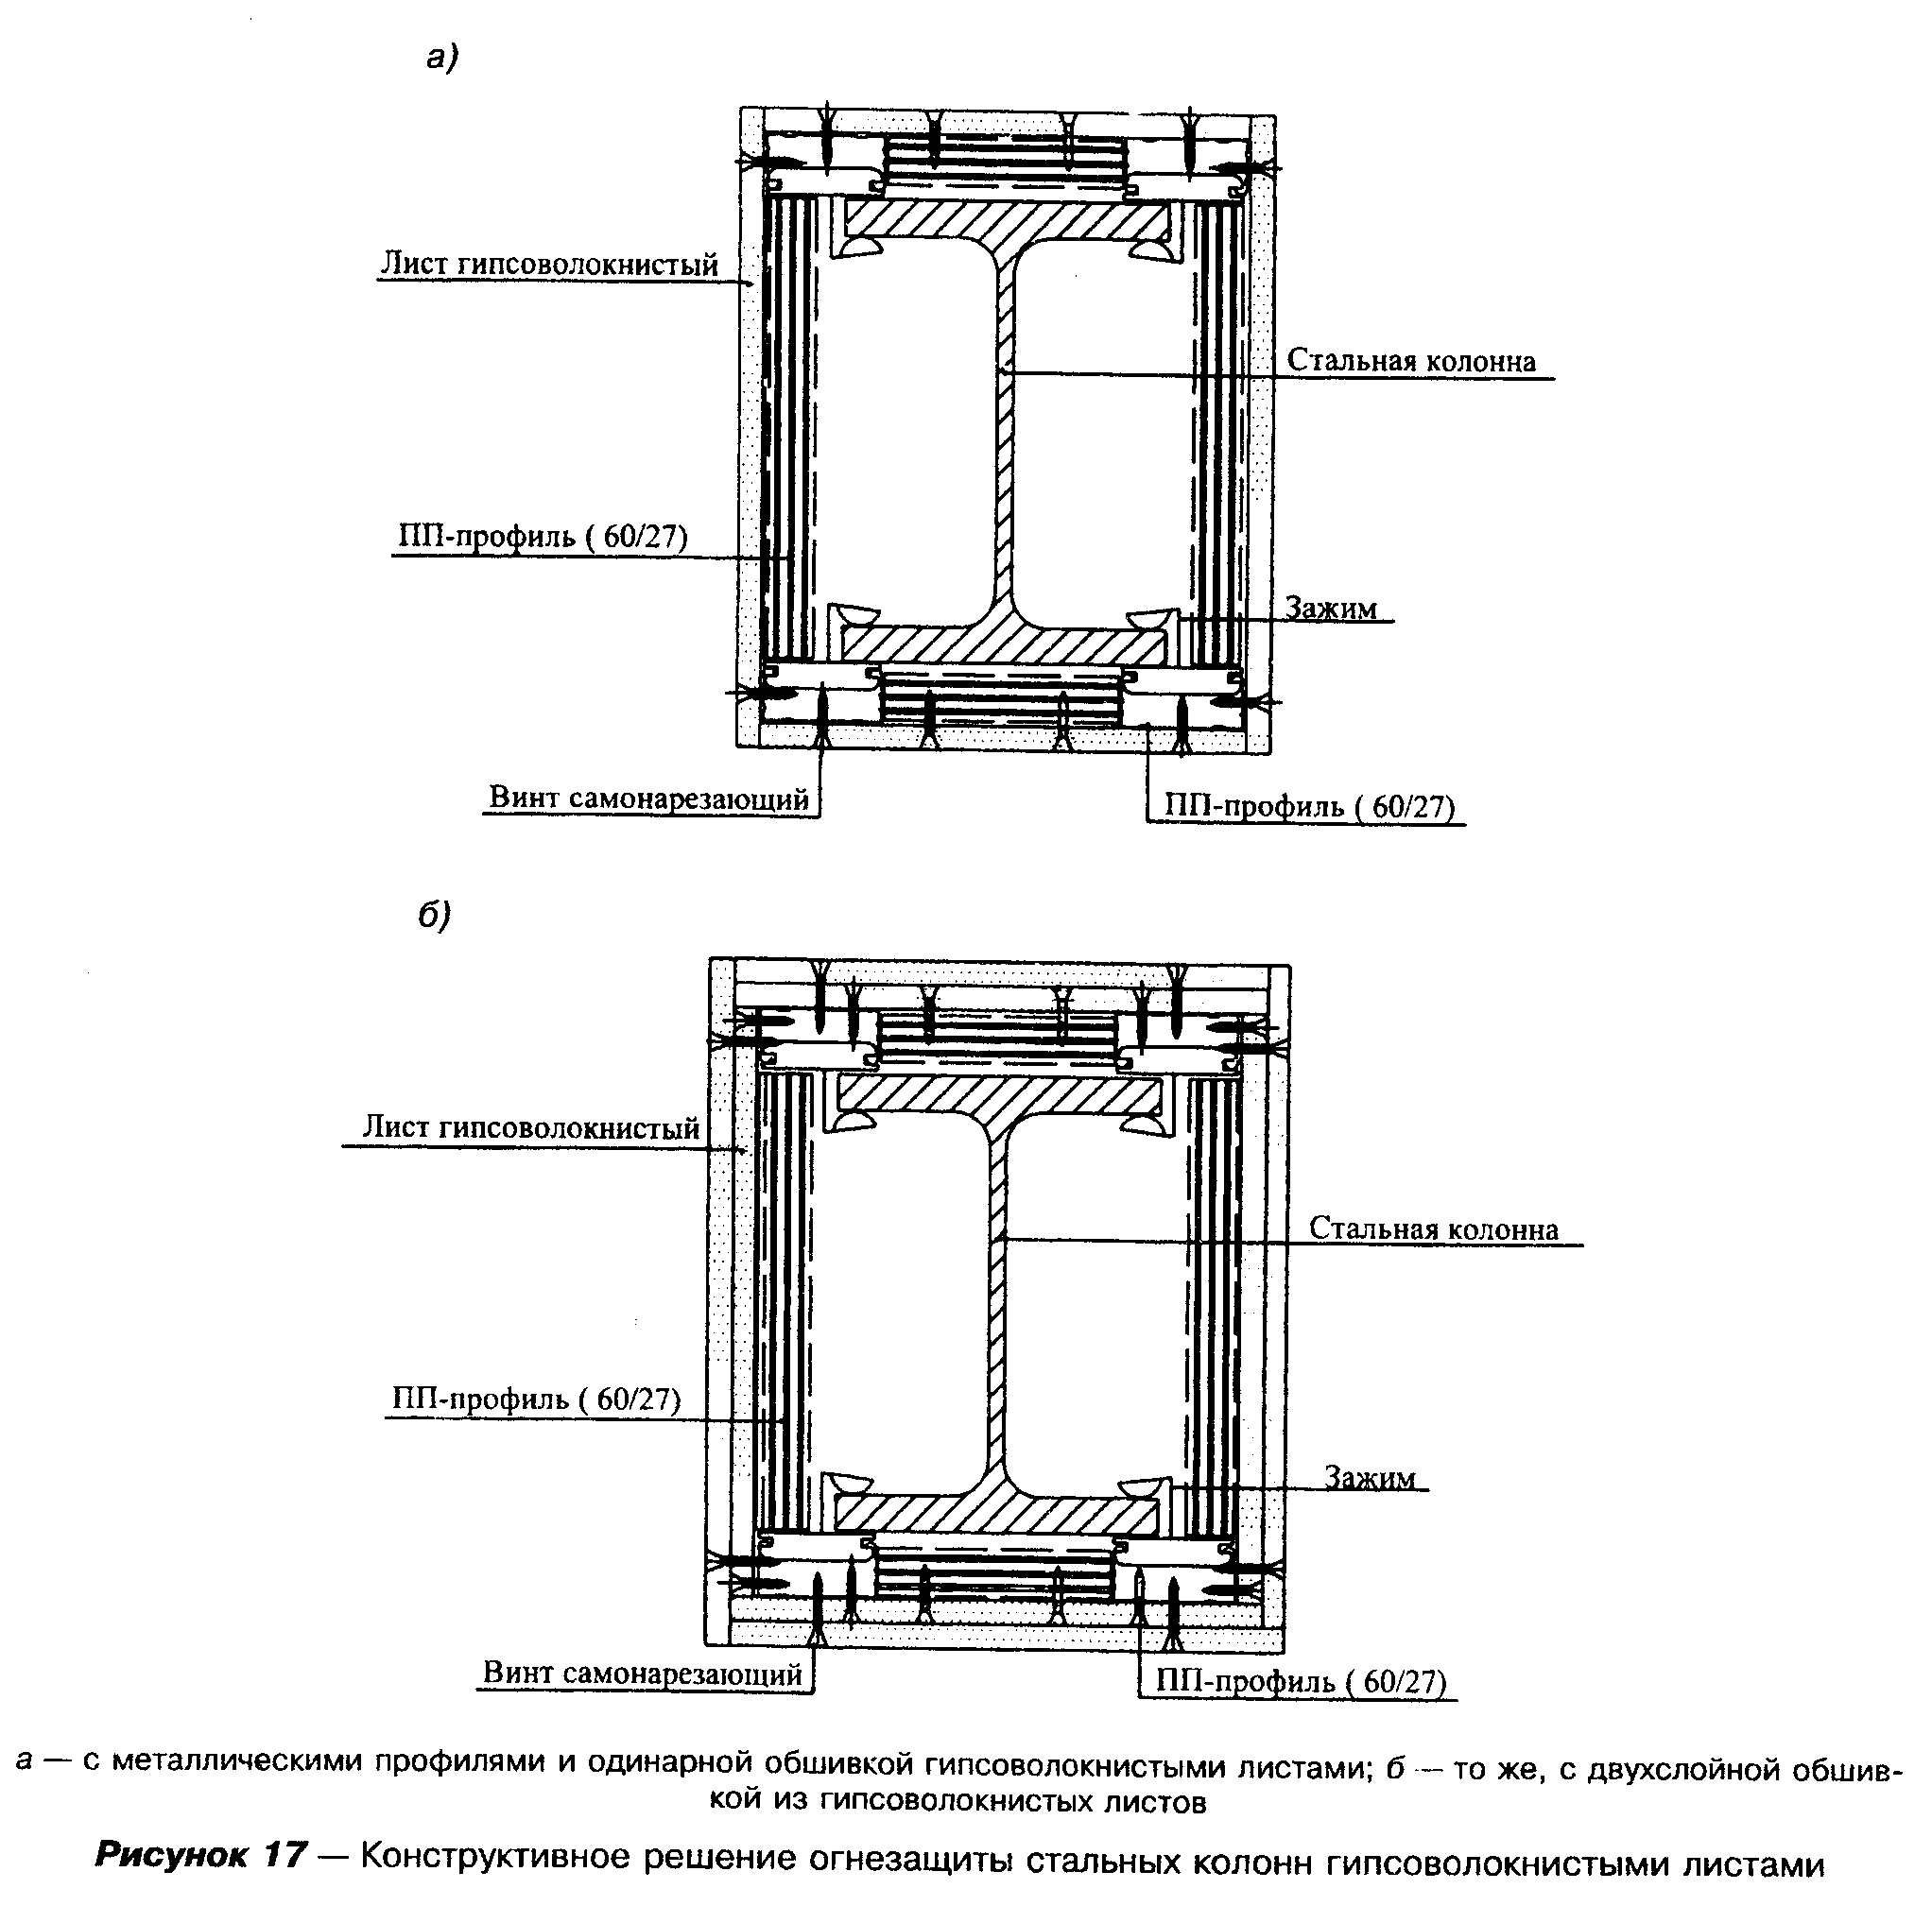 а)
Лист гипсоволокнистый
Стальная колонна
ПП-профиль ( 60/27)
Зажим
Винт самонарезающий
ПП-профиль ( 60/27)
б)
Лист гипсоволокнистый
Стальная колонна
ПП-профиль ( 60/27)
Зажим
Винт самонарезающий
ПП-профиль ( 60/27)
а — с металлическими профилями и одинарной обшивкой гипсоволокнистыми листами; б — то же, с двухслойной обшив-
кой из гипсоволокнистых листов
Рисунок 17 — Конструктивное решение огнезащиты стальных колонн гипсоволокнистыми листами